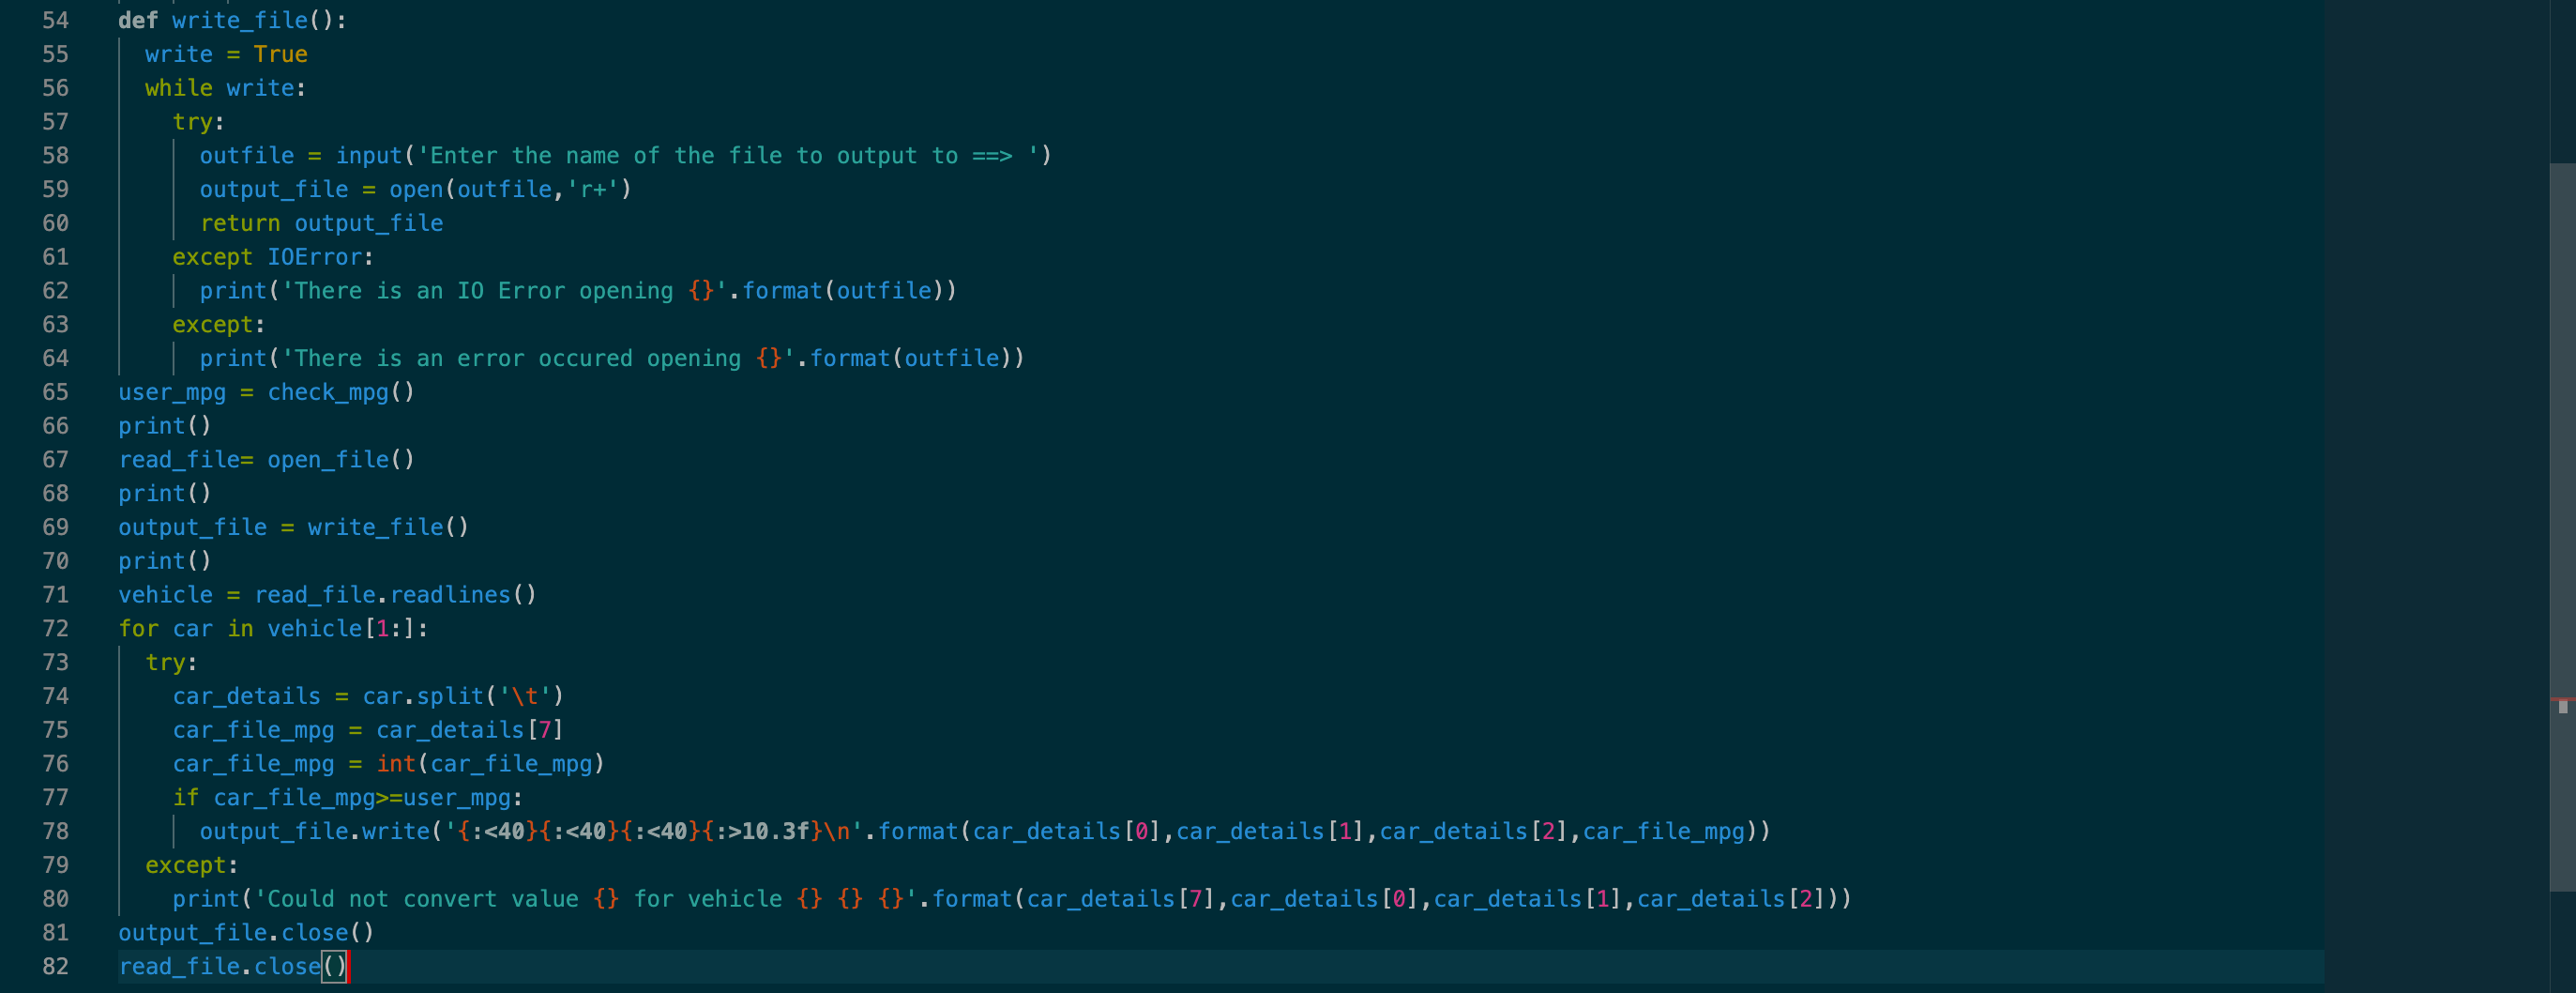 54 def write_file():
55 write = True
56 while write:
57 try:
58 outfile = input('Enter the name of the file to output to ==> ')
59 output_file = open(outfile,'r+')
60 return output_file
61 except IOError:
62 print('There is an IO Error opening {}'.format(outfile))
63 except:
64 print('There is an error occured opening {}'.format(outfile))
65 user_mpg = check_mpg()
66 print()
67 read_file= open_file()
68 print()
69 output_file = write_file()
70 print()
71 vehicle = read_file.readlines()
72 for car in vehicle[1:]:
73 try:
74 car_details = car.split('\t')
75 car_file_mpg = car_details[7]
76 car_file_mpg = int(car_file_mpg)
77 if car_file_mpg>=user_mpg:
78 output_file.write('{:<40}{:<40}{:<40}{:>10.3f}\n'.format(car_details[0],car_details[1],car_details[2],car_file_mpg))
79 except:
80 print('Could not convert value {} for vehicle {} {} {}'.format(car_details[7],car_details[0],car_details[1],car_details[2]))
81 output_file.close()
82 read_file.close()